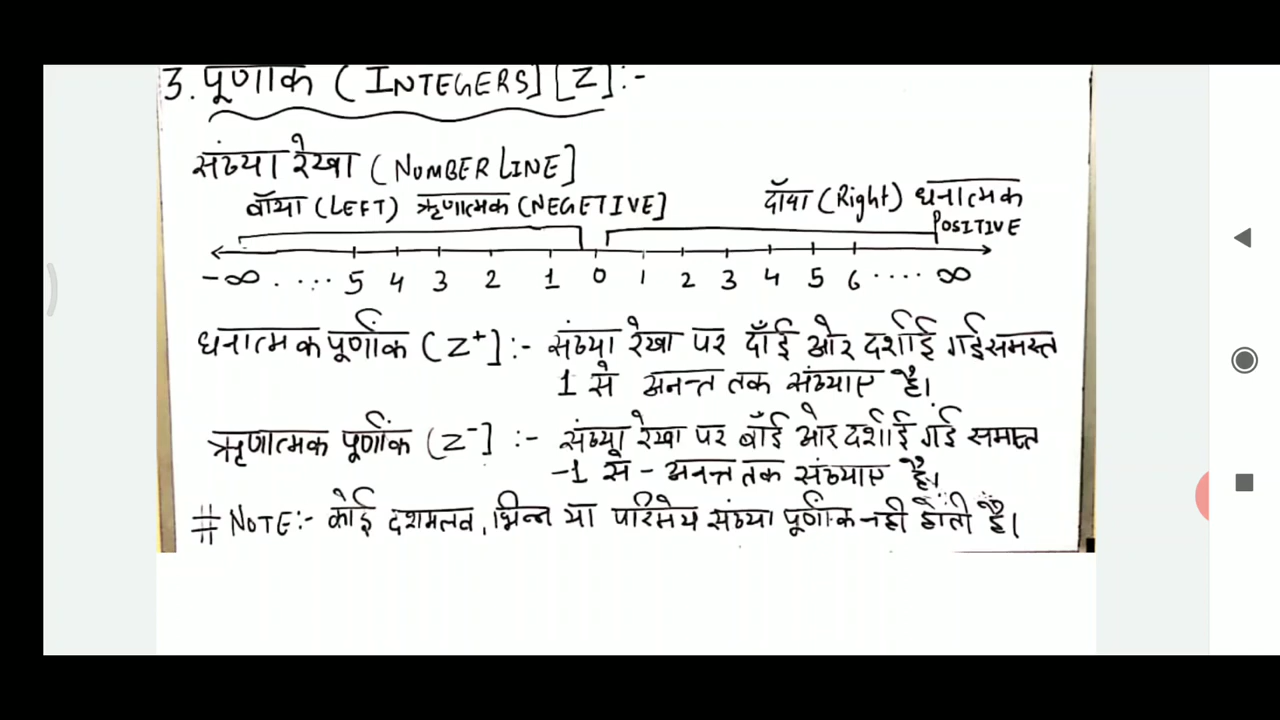 3. पूर्णांक (INTEGERS] [Z]:-
संख्या रेखा (NUMBER LINE]
बाँया (LEFT) ऋणात्मक (NEGETIVE] दाँया (Right) धनात्मक
POSITIVE
-∞ ..... 5 4 3 2 1 0 1 2 3 4 5 6 .... ∞
धनात्मक पूर्णांक (Z⁺] :- संख्या रेखा पर दाँई ओर दर्शाई गई समस्त
1 से अनन्त तक संख्याए है।
ऋणात्मक पूर्णांक (Z⁻] :- संख्या रेखा पर बाँई ओर दर्शाई गई समस्त
-1 से - अनन्त तक संख्याए है।
# NOTE:- कोई दशमलव, भिन्न या परिमेय संख्या पूर्णांक नही होती है।